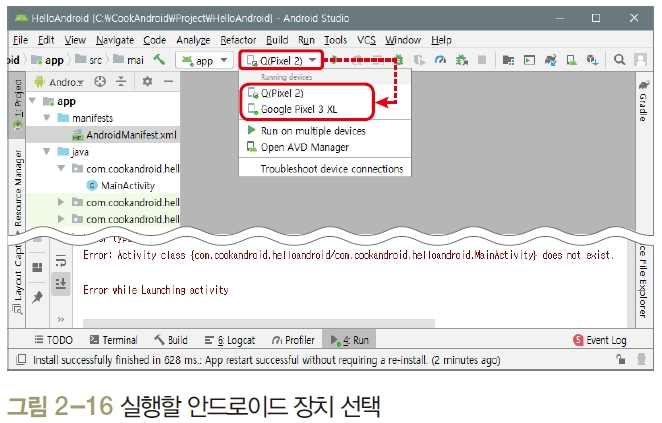 HelloAndroid [C:₩CookAndroid₩Project₩HelloAndroid] - Android Studio
File Edit View Navigate Code Analyze Refactor Build Run Tools VCS Window Help
oid app src mai app Q(Pixel 2)
Andro..
Running devices
Q(Pixel 2)
Google Pixel 3 XL
Run on multiple devices
Open AVD Manager
Troubleshoot device connections
1: Project
Resource Manager
Layout Capt
app
manifests
AndroidManifest.xml
java
com.cookandroid.hell
MainActivity
com.cookandroid.hell
com.cookandroid.hell
Gradle
ce File Explorer
Error: Activity class {com.cookandroid.helloandroid/com.cookandroid.helloandroid.MainActivity} does not exist.
Error while Launching activity
»
TODO Terminal Build 6: Logcat Profiler 4: Run 5 Event Log
Install successfully finished in 628 ms.: App restart successful without requiring a re-install. (2 minutes ago)
그림 2-16 실행할 안드로이드 장치 선택